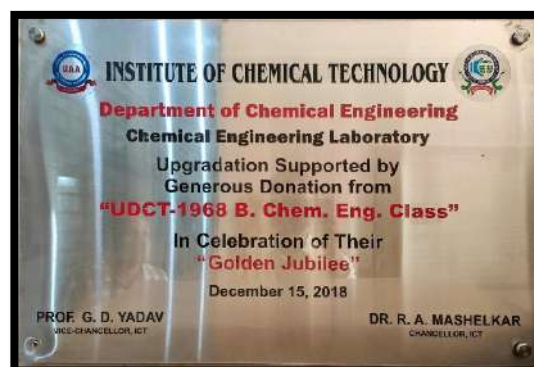 UAA
INSTITUTE OF CHEMICAL TECHNOLOGY
Department of Chemical Engineering
Chemical Engineering Laboratory
Upgradation Supported by
Generous Donation from
“UDCT-1968 B. Chem. Eng. Class”
In Celebration of Their
“Golden Jubilee”
December 15, 2018
PROF. G. D. YADAV
VICE-CHANCELLOR, ICT
DR. R. A. MASHELKAR
CHANCELLOR, ICT